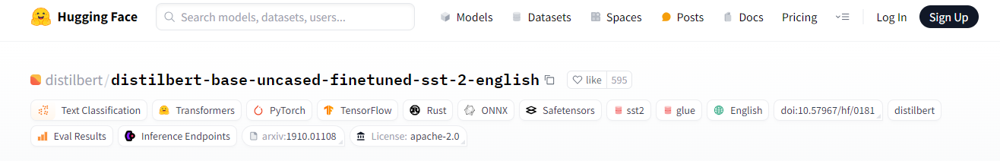 Hugging Face Search models, datasets, users... Models Datasets Spaces Posts Docs Pricing Log In Sign Up
distilbert/distilbert-base-uncased-finetuned-sst-2-english like 595
Text Classification Transformers PyTorch TensorFlow Rust ONNX Safetensors sst2 glue English doi:10.57967/hf/0181 distilbert
Eval Results Inference Endpoints arxiv:1910.01108 License: apache-2.0